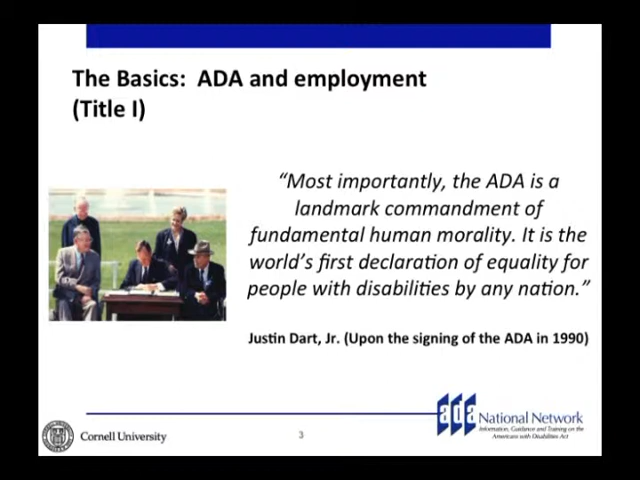 The Basics:  ADA and employment
(Title I)
“Most importantly, the ADA is a
landmark commandment of
fundamental human morality. It is the
world’s first declaration of equality for
people with disabilities by any nation.”
Justin Dart, Jr. (Upon the signing of the ADA in 1990)
Cornell University
3
ada National Network
Information, Guidance and Training on the
Americans with Disabilities Act